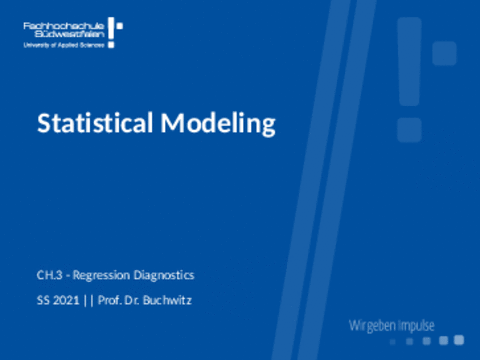 Fachhochschule
Südwestfalen
University of Applied Sciences
Statistical Modeling
CH.3 - Regression Diagnostics
SS 2021 || Prof. Dr. Buchwitz
Wir geben Impulse